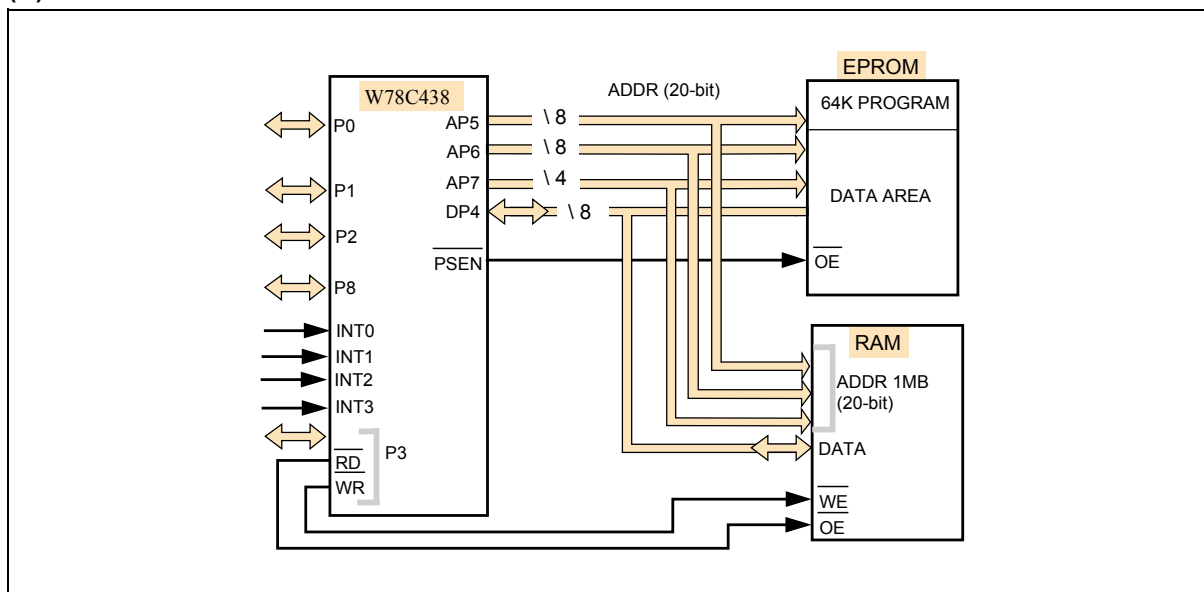 EPROM
W78C438
ADDR (20-bit)
64K PROGRAM
P0
AP5
\ 8
AP6
\ 8
P1
AP7
\ 4
DATA AREA
DP4
\ 8
P2
PSEN
OE
P8
INT0
RAM
INT1
INT2
ADDR 1MB
(20-bit)
INT3
P3
DATA
RD
WR
WE
OE